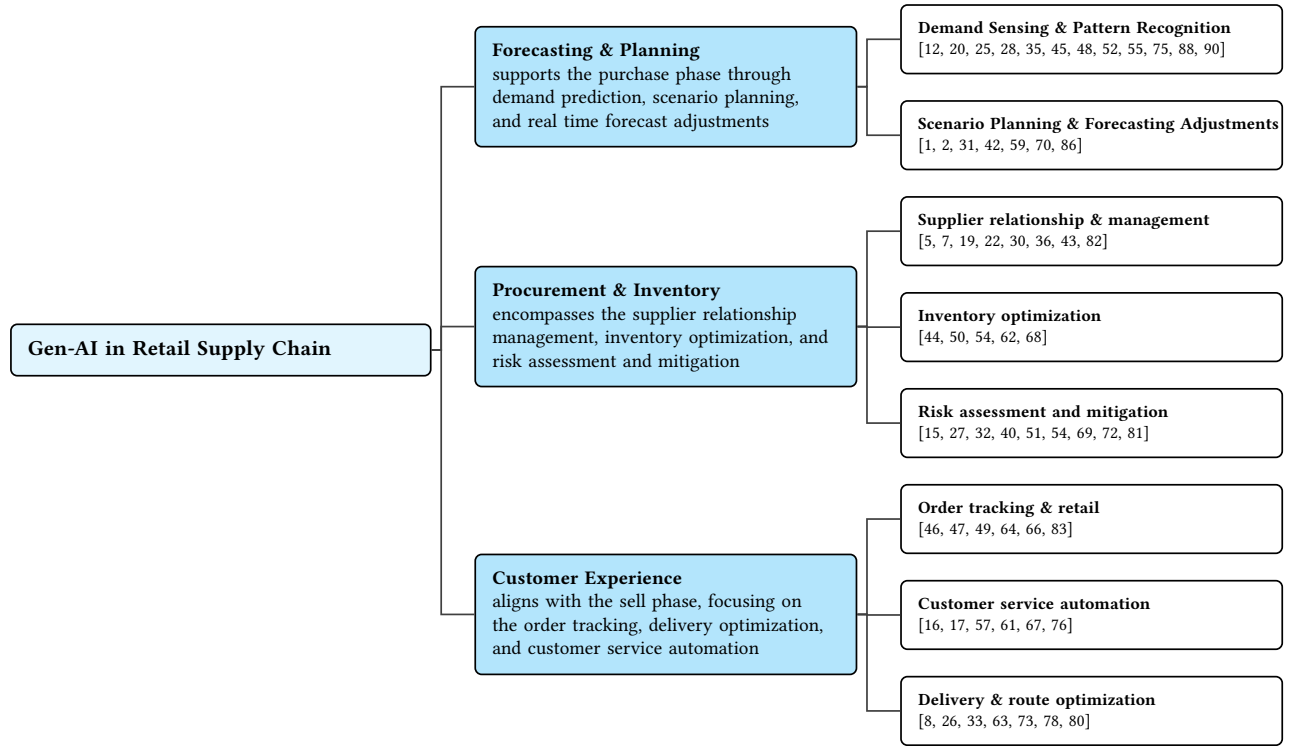 Gen-AI in Retail Supply Chain
Forecasting & Planning
supports the purchase phase through
demand prediction, scenario planning,
and real time forecast adjustments
Demand Sensing & Pattern Recognition
[12, 20, 25, 28, 35, 45, 48, 52, 55, 75, 88, 90]
Scenario Planning & Forecasting Adjustments
[1, 2, 31, 42, 59, 70, 86]
Procurement & Inventory
encompasses the supplier relationship
management, inventory optimization, and
risk assessment and mitigation
Supplier relationship & management
[5, 7, 19, 22, 30, 36, 43, 82]
Inventory optimization
[44, 50, 54, 62, 68]
Risk assessment and mitigation
[15, 27, 32, 40, 51, 54, 69, 72, 81]
Customer Experience
aligns with the sell phase, focusing on
the order tracking, delivery optimization,
and customer service automation
Order tracking & retail
[46, 47, 49, 64, 66, 83]
Customer service automation
[16, 17, 57, 61, 67, 76]
Delivery & route optimization
[8, 26, 33, 63, 73, 78, 80]